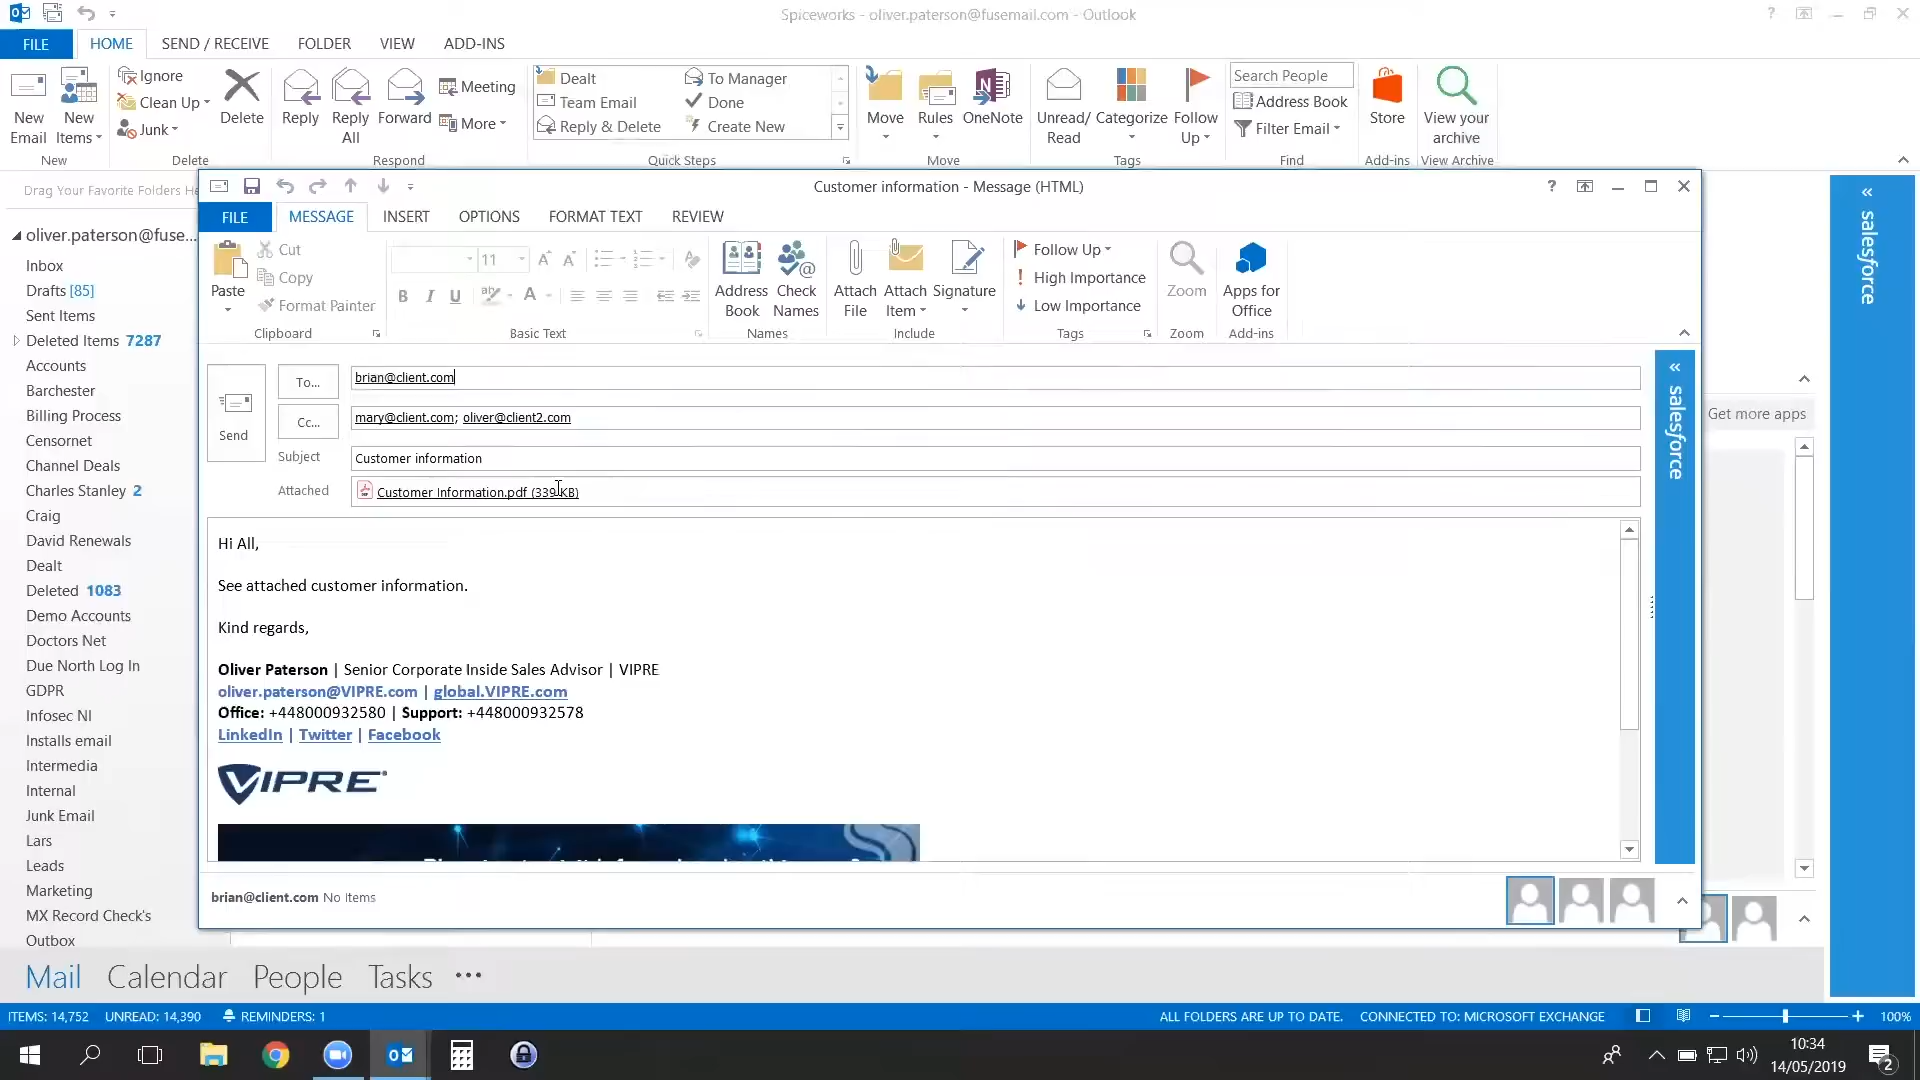 Spiceworks - oliver.paterson@fusemail.com - Outlook
FILE HOME SEND / RECEIVE FOLDER VIEW ADD-INS
New Email
New Items
New
Ignore
Clean Up
Junk
Delete
Delete
Reply
Reply All
Forward
Meeting
More
Respond
Dealt
Team Email
Reply & Delete
To Manager
Done
Create New
Quick Steps
Move
Rules
OneNote
Move
Unread/ Read
Categorize
Follow Up
Tags
Search People
Address Book
Filter Email
Find
Store
Add-ins
View your archive
View Archive
Drag Your Favorite Folders He
oliver.paterson@fuse...
Inbox
Drafts [85]
Sent Items
Deleted Items 7287
Accounts
Barchester
Billing Process
Censornet
Channel Deals
Charles Stanley 2
Craig
David Renewals
Dealt
Deleted 1083
Demo Accounts
Doctors Net
Due North Log In
GDPR
Infosec NI
Installs email
Intermedia
Internal
Junk Email
Lars
Leads
Marketing
MX Record Check's
Outbox
Customer information - Message (HTML)
FILE MESSAGE INSERT OPTIONS FORMAT TEXT REVIEW
Paste
Cut
Copy
Format Painter
Clipboard
11
B I U
Basic Text
Address Book
Check Names
Names
Attach File
Attach Item
Signature
Include
Follow Up
High Importance
Low Importance
Tags
Zoom
Zoom
Apps for Office
Add-ins
Send
To... brian@client.com
Cc... mary@client.com; oliver@client2.com
Subject Customer information
Attached Customer Information.pdf (339 KB)
Hi All,
See attached customer information.
Kind regards,
Oliver Paterson | Senior Corporate Inside Sales Advisor | VIPRE
oliver.paterson@VIPRE.com | global.VIPRE.com
Office: +448000932580 | Support: +448000932578
LinkedIn | Twitter | Facebook
VIPRE
brian@client.com No Items
salesforce
Get more apps
salesforce
Mail Calendar People Tasks •••
ITEMS: 14,752 UNREAD: 14,390 REMINDERS: 1
ALL FOLDERS ARE UP TO DATE. CONNECTED TO: MICROSOFT EXCHANGE 100%
10:34
14/05/2019
2